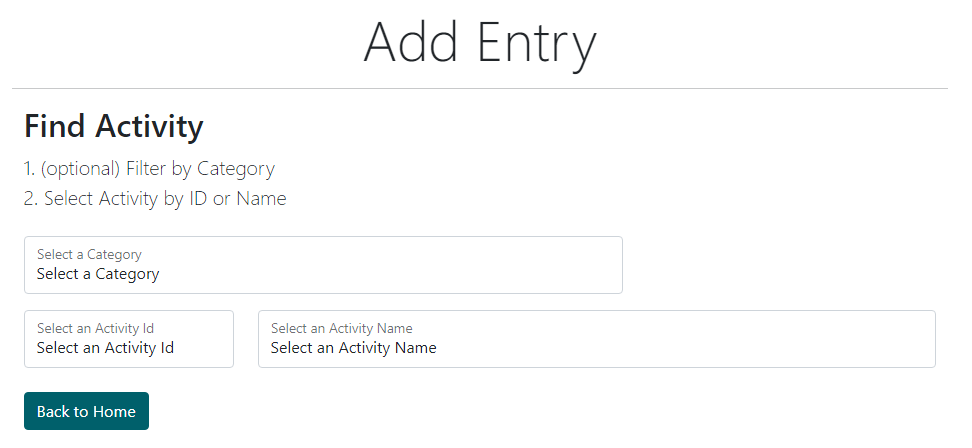 Add Entry
Find Activity
1. (optional) Filter by Category
2. Select Activity by ID or Name
Select a Category
Select a Category
Select an Activity Id
Select an Activity Id
Select an Activity Name
Select an Activity Name
Back to Home